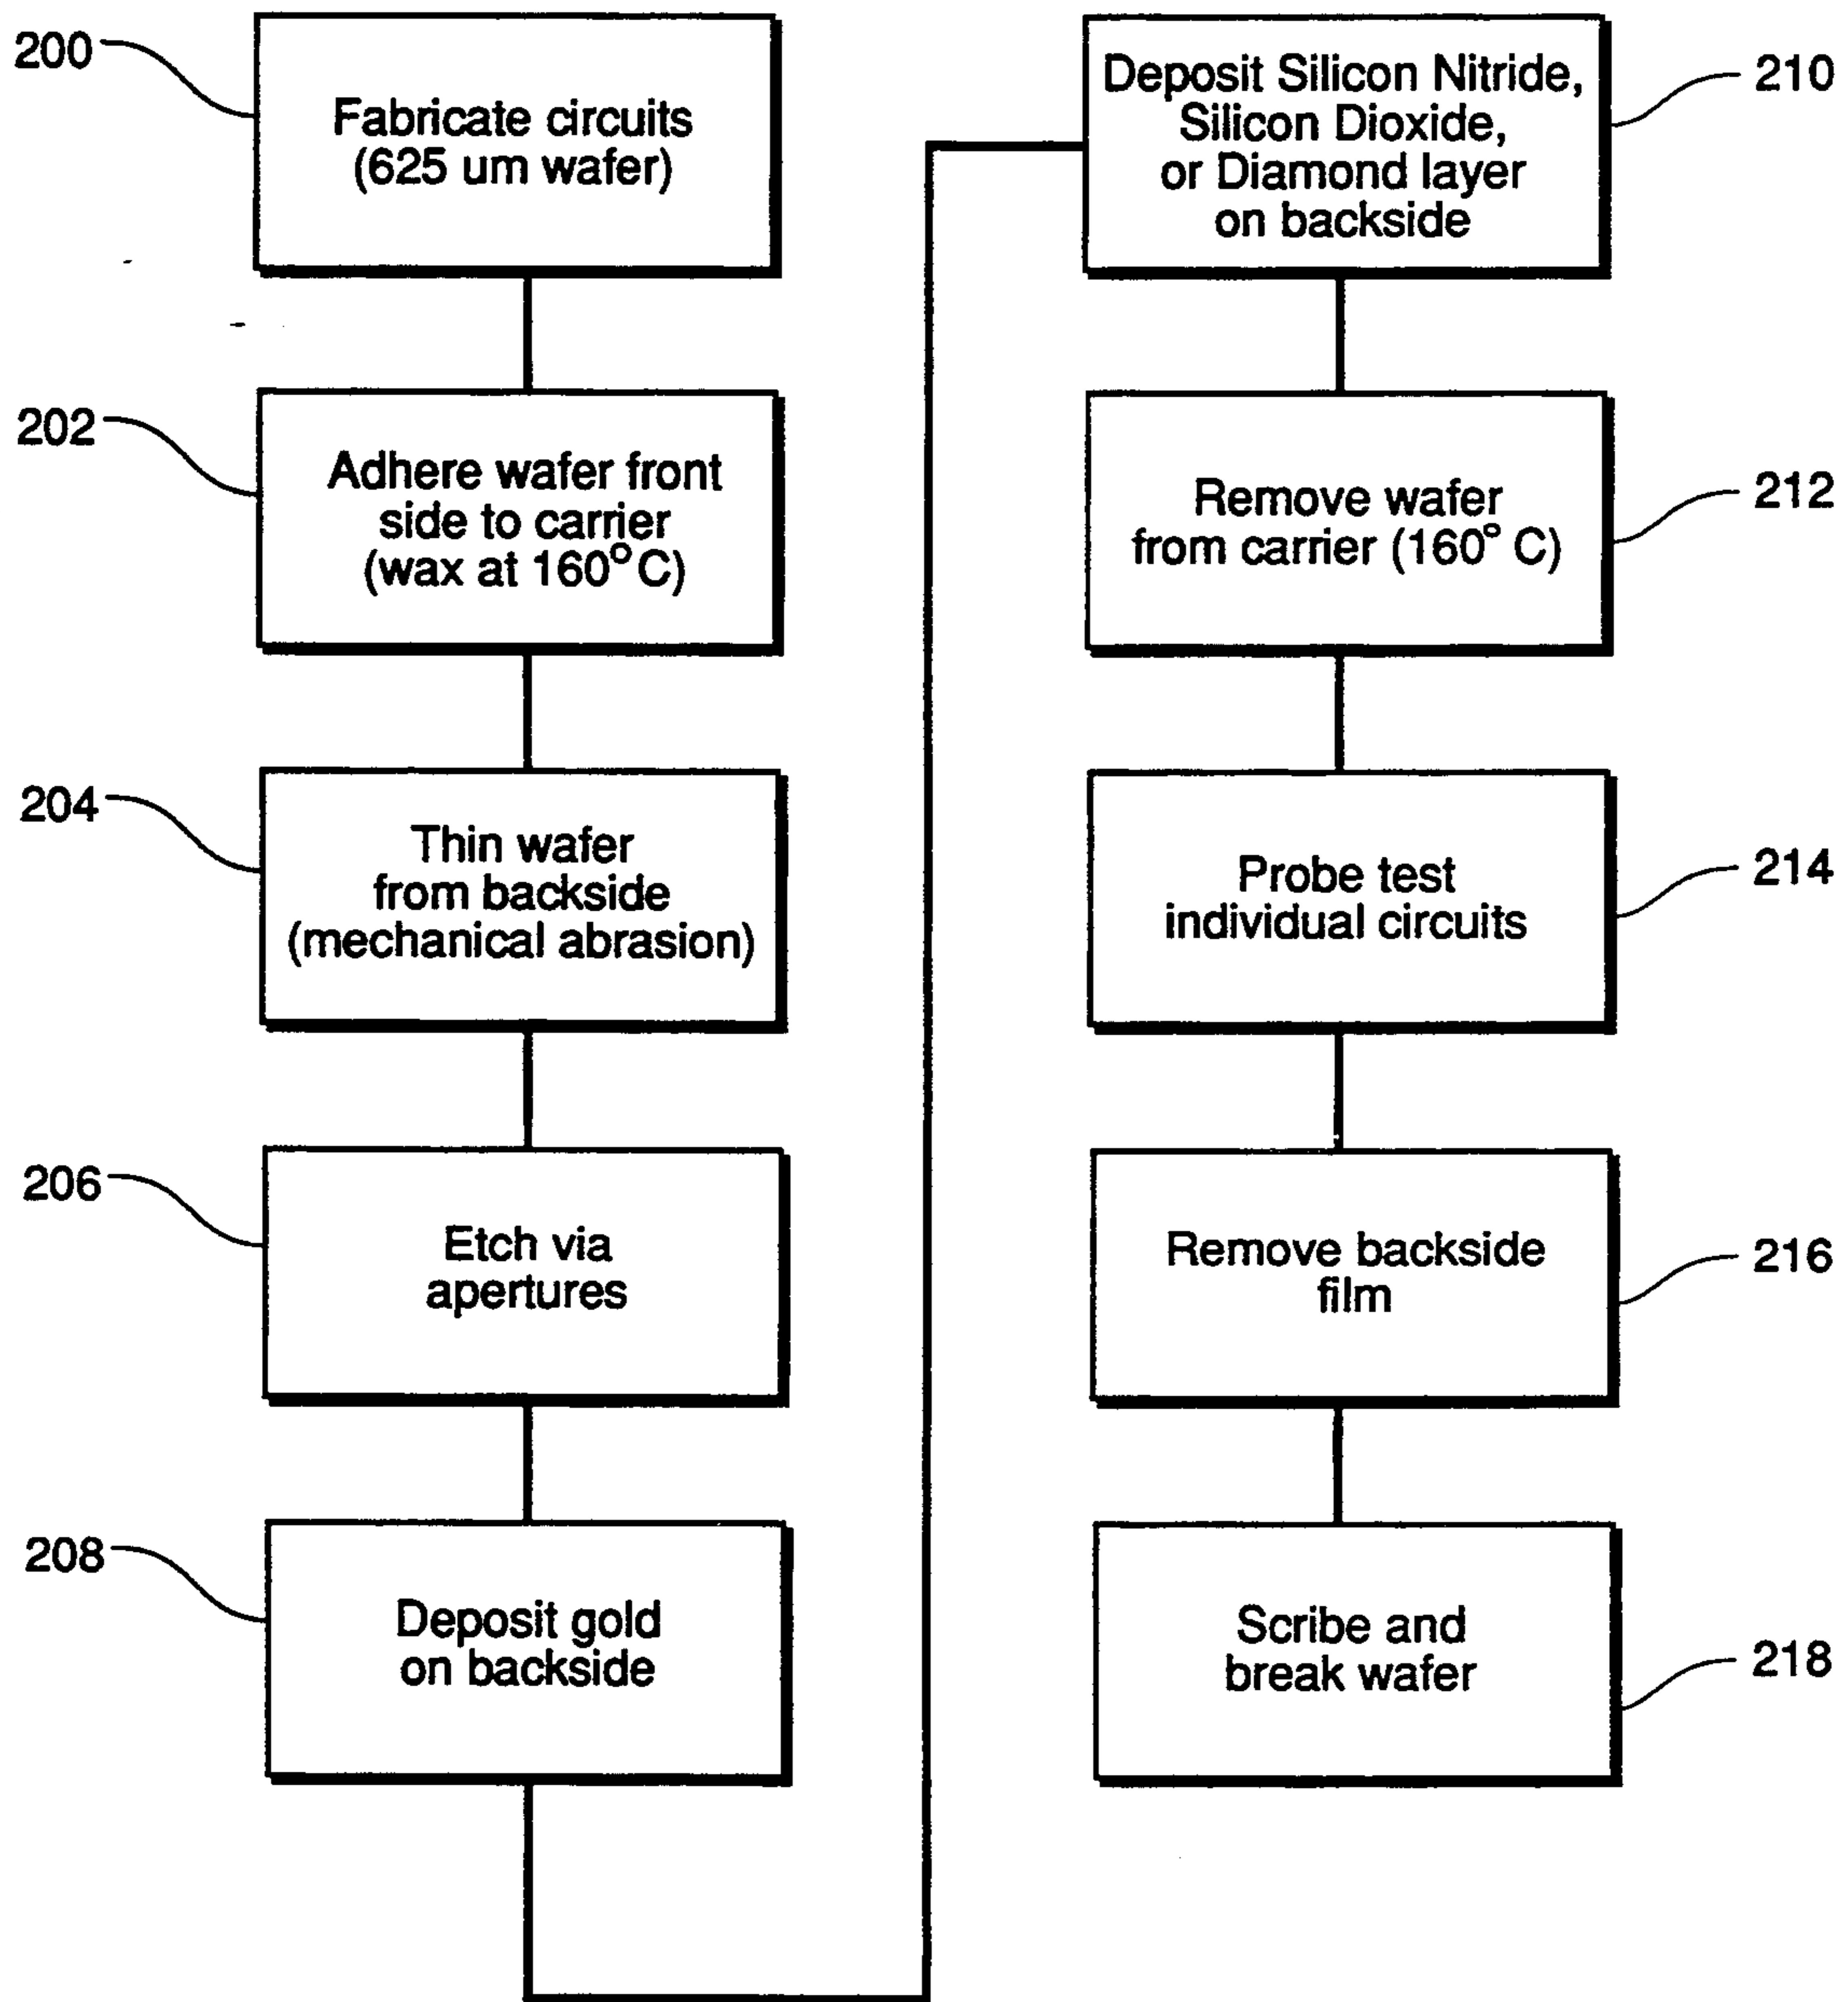 200
Fabricate circuits
(625 um wafer)
202
Adhere wafer front
side to carrier
(wax at 160°C)
204
Thin wafer
from backside
(mechanical abrasion)
206
Etch via
apertures
208
Deposit gold
on backside
Deposit Silicon Nitride,
Silicon Dioxide,
or Diamond layer
on backside
210
Remove wafer
from carrier (160° C)
212
Probe test
individual circuits
214
Remove backside
film
216
Scribe and
break wafer
218